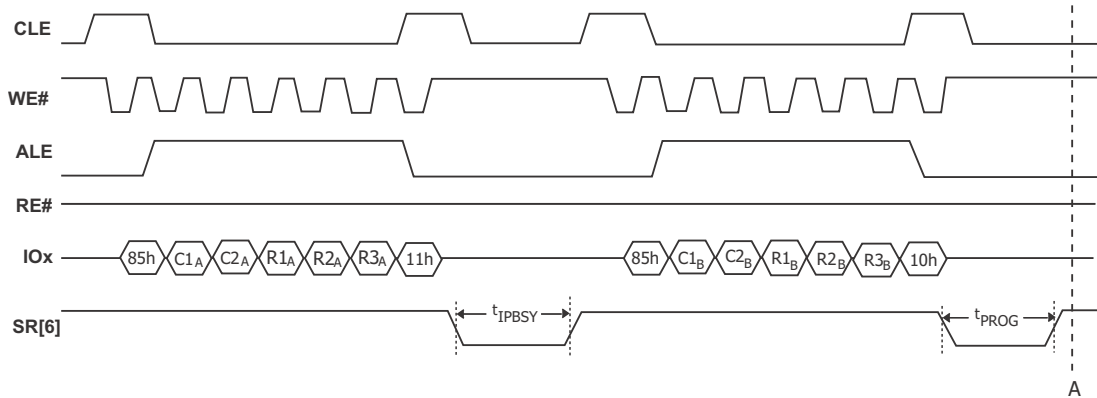 CLE
WE#
ALE
RE#
IOx 85h C1A C2A R1A R2A R3A 11h 85h C1B C2B R1B R2B R3B 10h
SR[6] tIPBSY tPROG
A